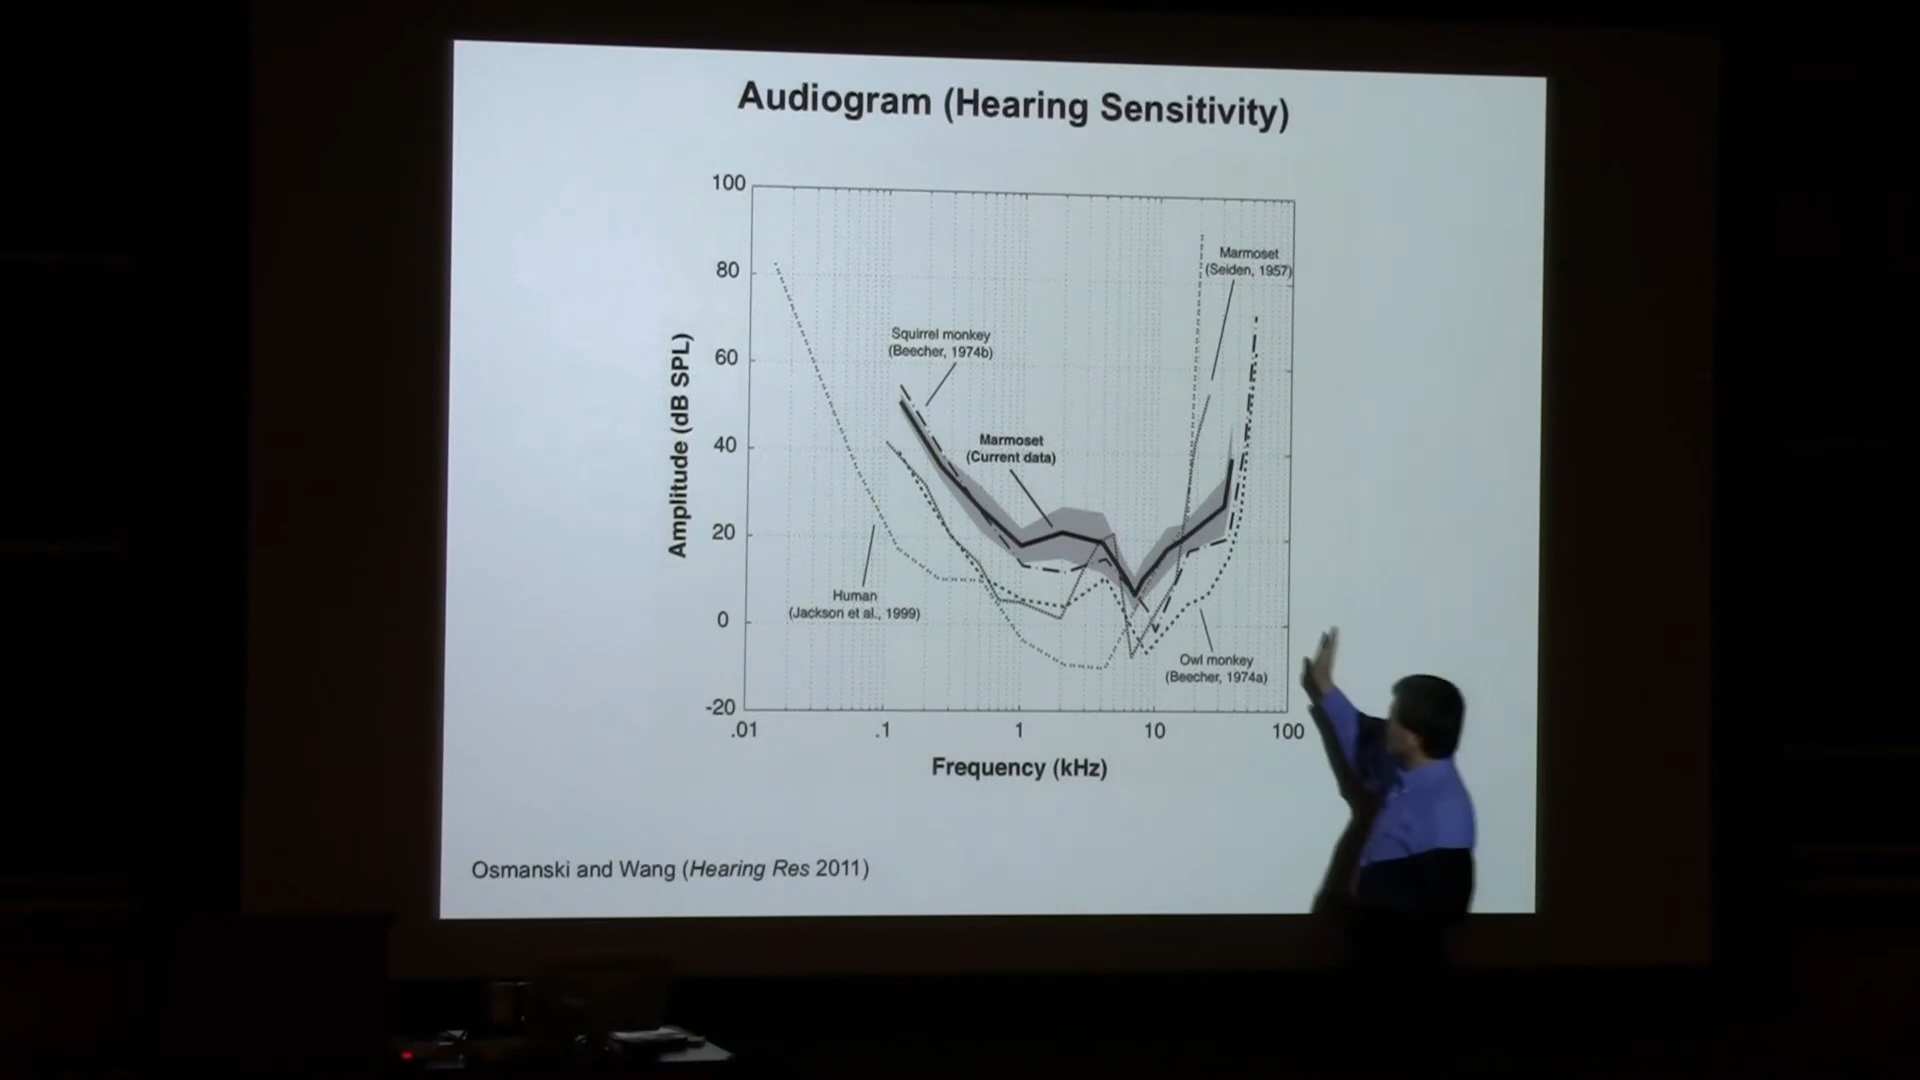 Audiogram (Hearing Sensitivity)
100
80
60
40
20
0
-20
Amplitude (dB SPL)
Squirrel monkey
(Beecher, 1974b)
Marmoset
(Current data)
Marmoset
(Seiden, 1957)
Human
(Jackson et al., 1999)
Owl monkey
(Beecher, 1974a)
.01
.1
1
10
100
Frequency (kHz)
Osmanski and Wang (Hearing Res 2011)